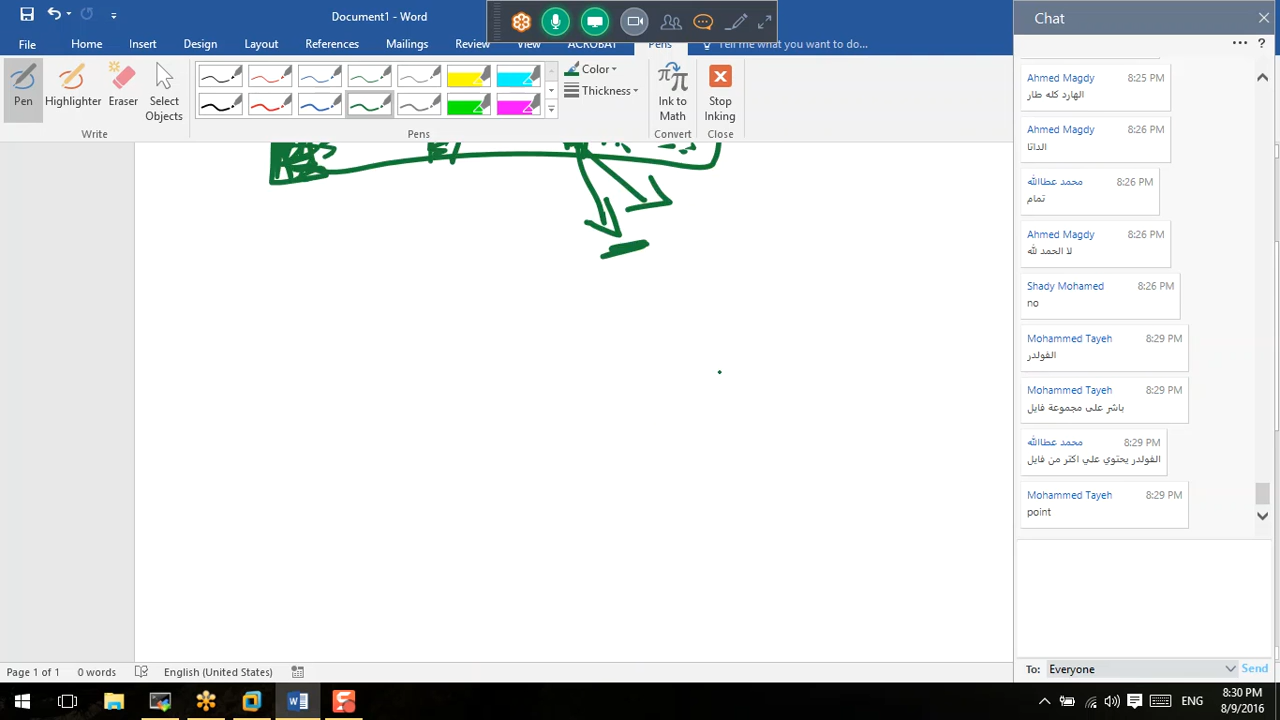 Document1 - Word
Chat
File Home Insert Design Layout References Mailings Review View ACROBAT Pens Tell me what you want to do...
Pen
Highlighter
Eraser
Select Objects
Color
Thickness
Ink to Math
Stop Inking
Write
Pens
Convert
Close
Ahmed Magdy 8:25 PM
الهارد كله طار
Ahmed Magdy 8:26 PM
الداتا
محمد عطاالله 8:26 PM
تمام
Ahmed Magdy 8:26 PM
لا الحمد لله
Shady Mohamed 8:26 PM
no
Mohammed Tayeh 8:29 PM
الفولدر
Mohammed Tayeh 8:29 PM
باشر على مجموعة فايل
محمد عطاالله 8:29 PM
الفولدر يحتوي علي اكتر من فايل
Mohammed Tayeh 8:29 PM
point
To: Everyone Send
Page 1 of 1 0 words English (United States)
ENG
8:30 PM
8/9/2016